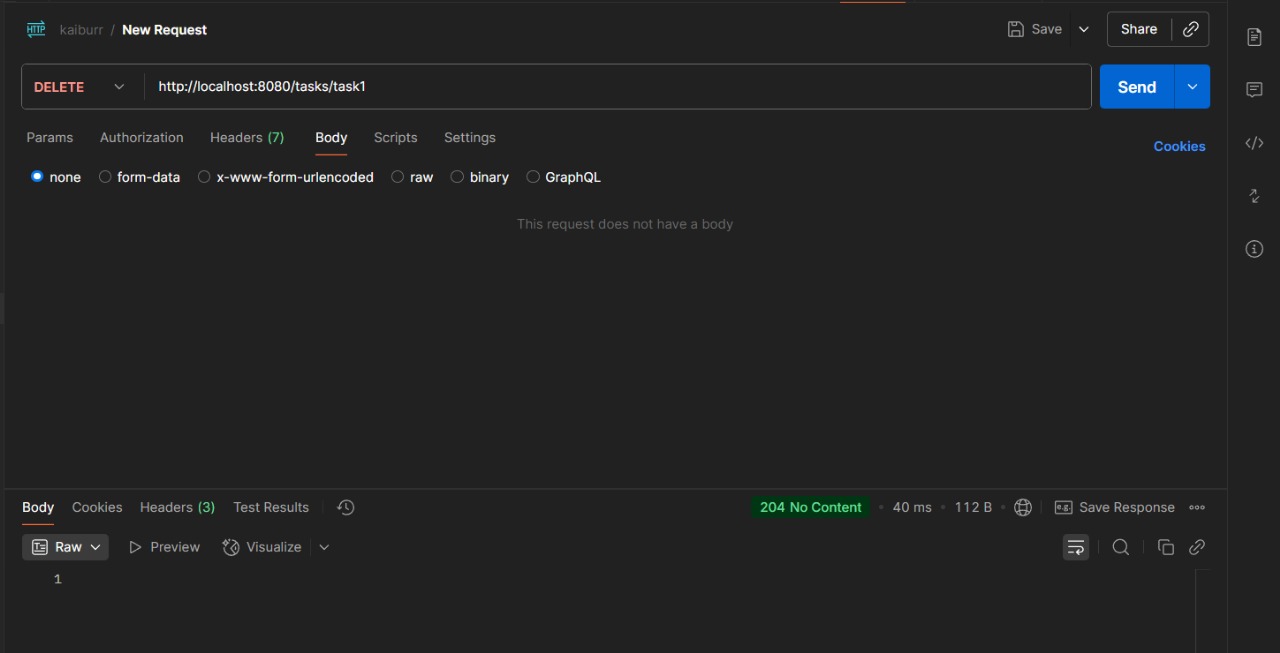 HTTP kaiburr / New Request Save Share
DELETE http://localhost:8080/tasks/task1 Send
Params Authorization Headers (7) Body Scripts Settings Cookies
none form-data x-www-form-urlencoded raw binary GraphQL
This request does not have a body
Body Cookies Headers (3) Test Results 204 No Content • 40 ms • 112 B • e.g. Save Response
Raw Preview Visualize
1